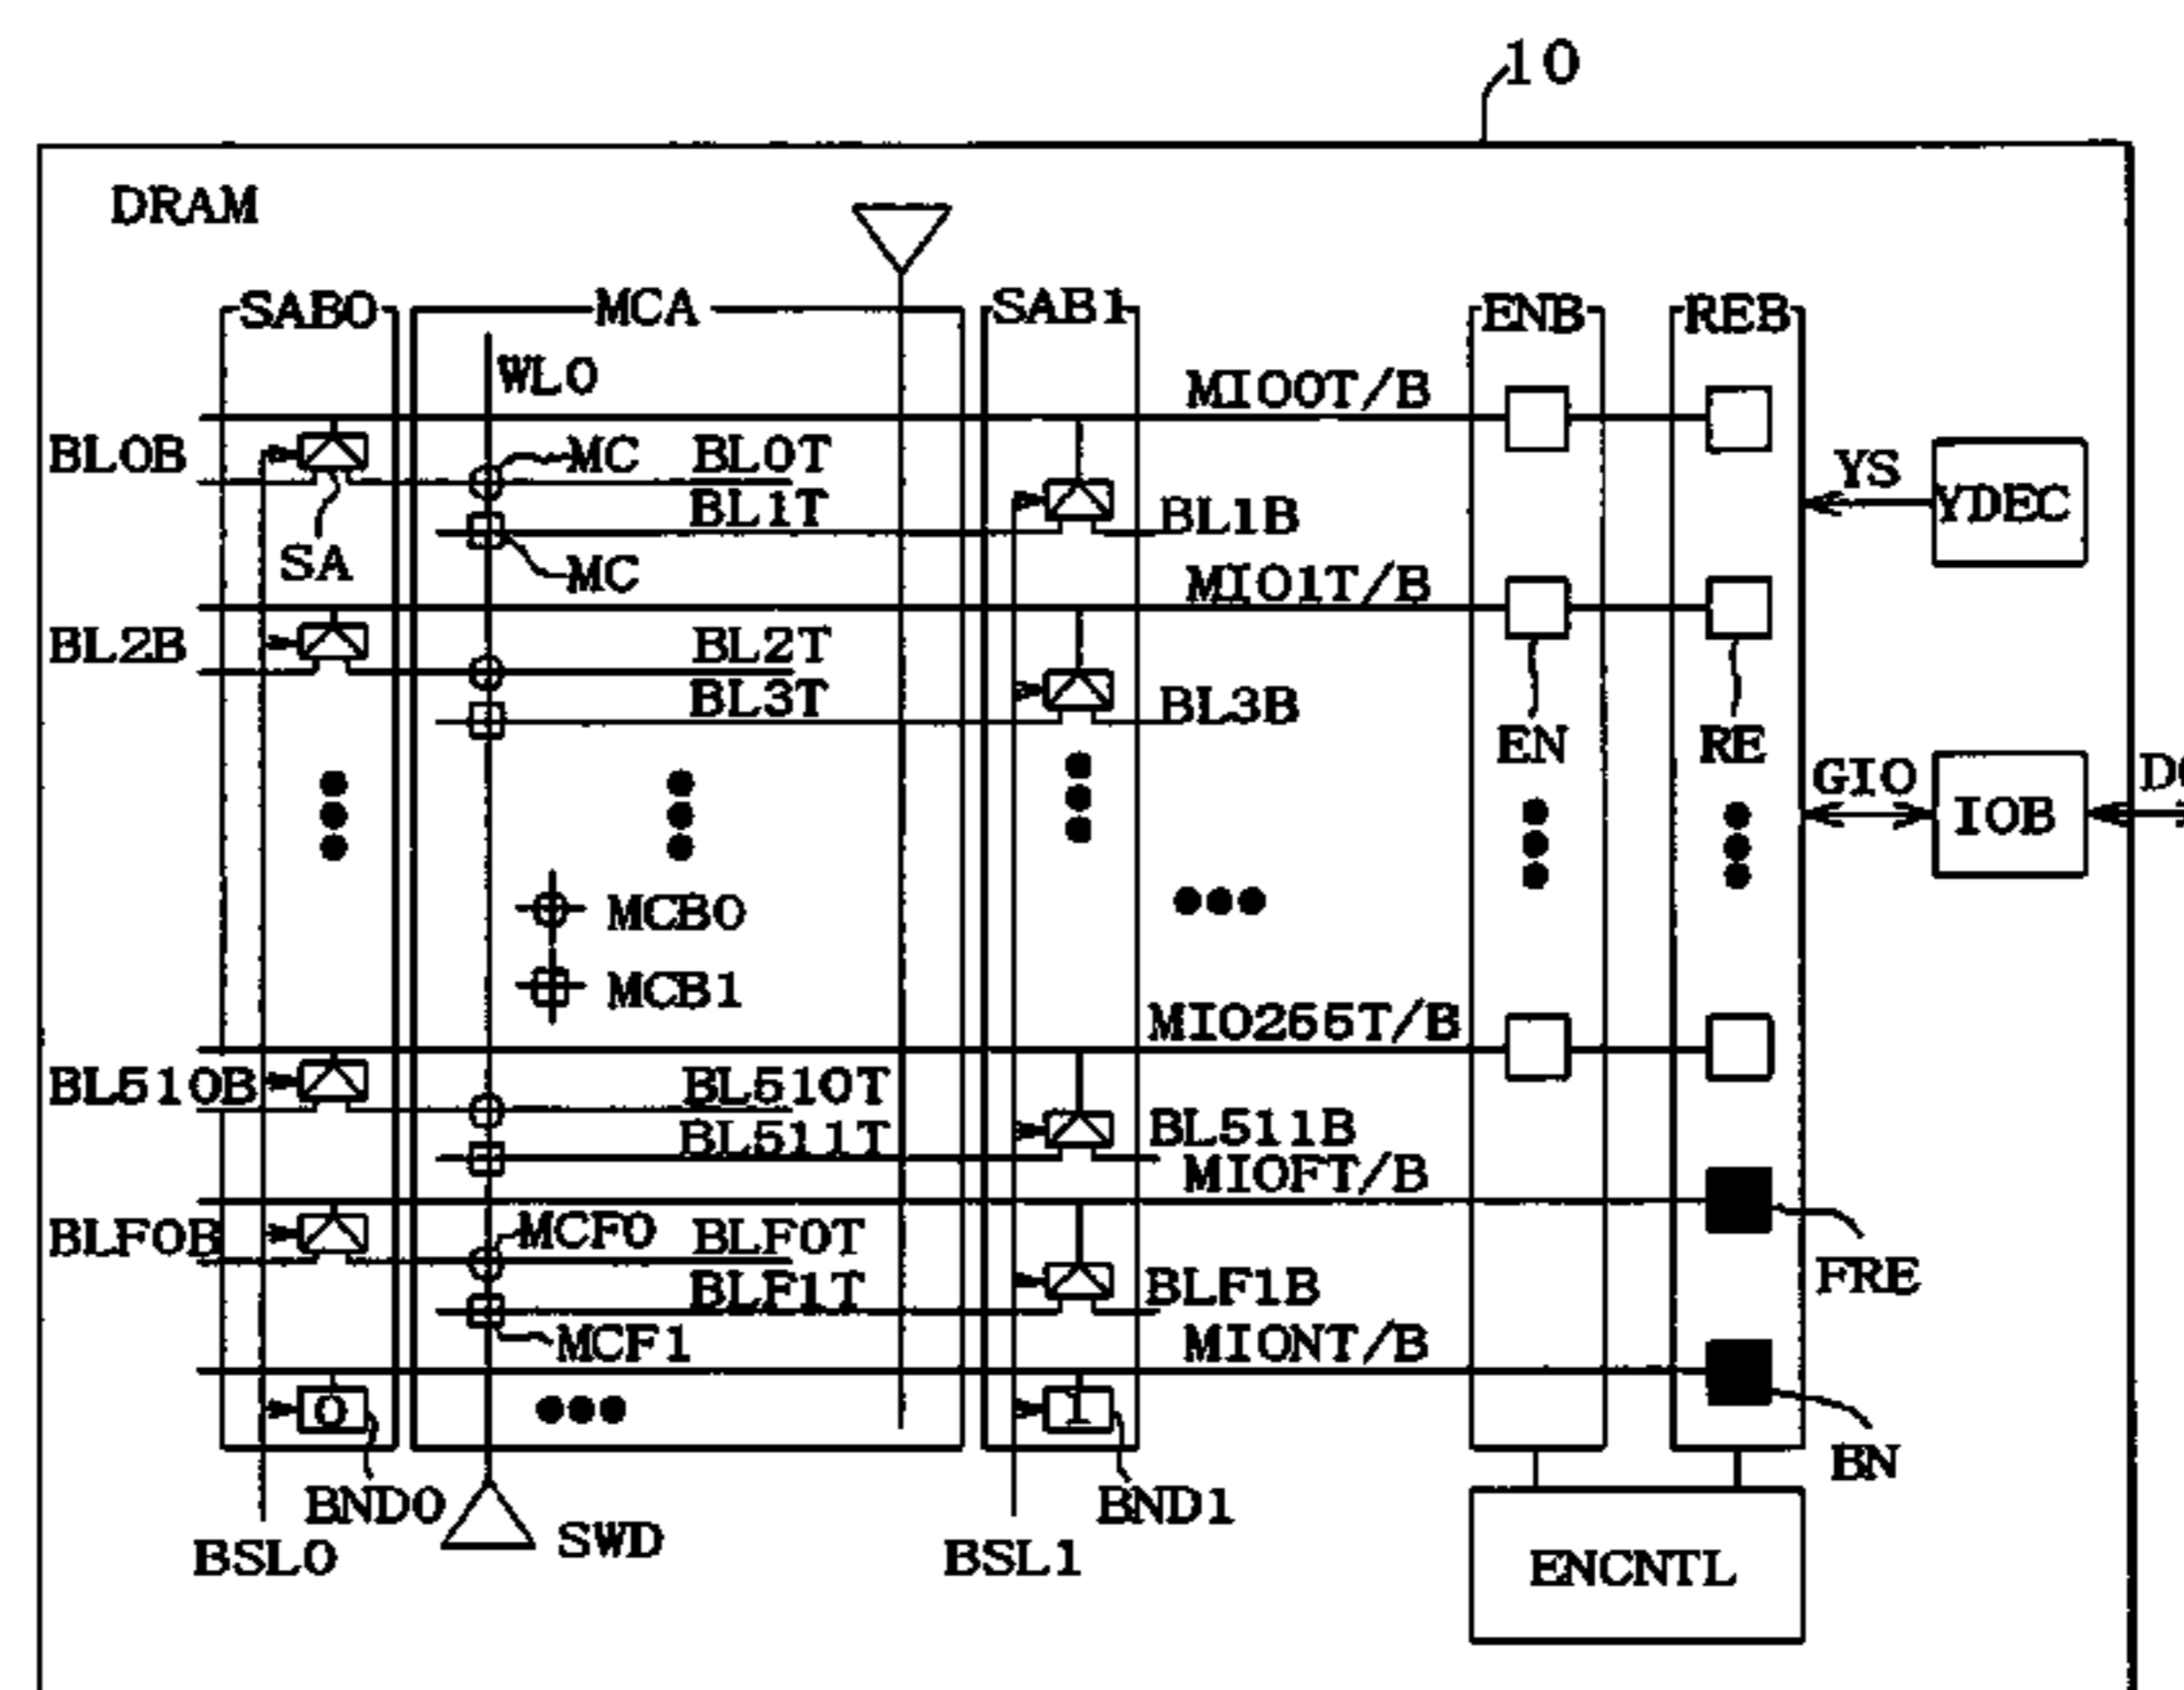 10
DRAM
SAB0 MCA SAB1 ENB REB
WL0
MIO0T/B
BL0B MC BL0T
YS YDEC
BL1T BL1B
SA MC
MIO1T/B
BL2B BL2T
BL3T BL3B
EN RE
GIO IOB
MCB0
MCB1
MIO255T/B
BL510B BL510T
BL511T BL511B
MIOFT/B
BLF0B MCF0 BLF0T
BLF1T BLF1B
FRE
MCF1 MIONT/B
0 1
BN
BND0 BND1
SWD
BSL0 BSL1
ENCNTL